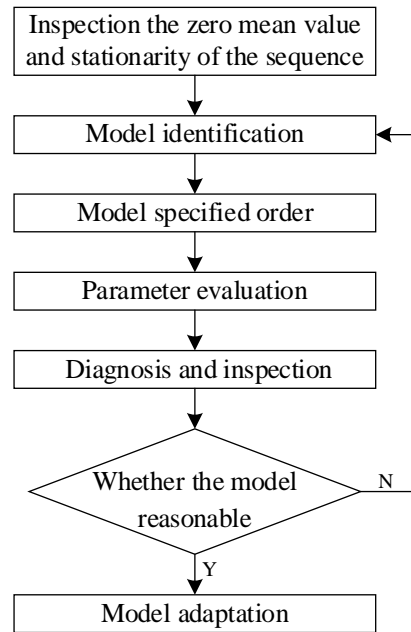 Inspection the zero mean value
and stationarity of the sequence
Model identification
Model specified order
Parameter evaluation
Diagnosis and inspection
Whether the model
reasonable
N
Y
Model adaptation